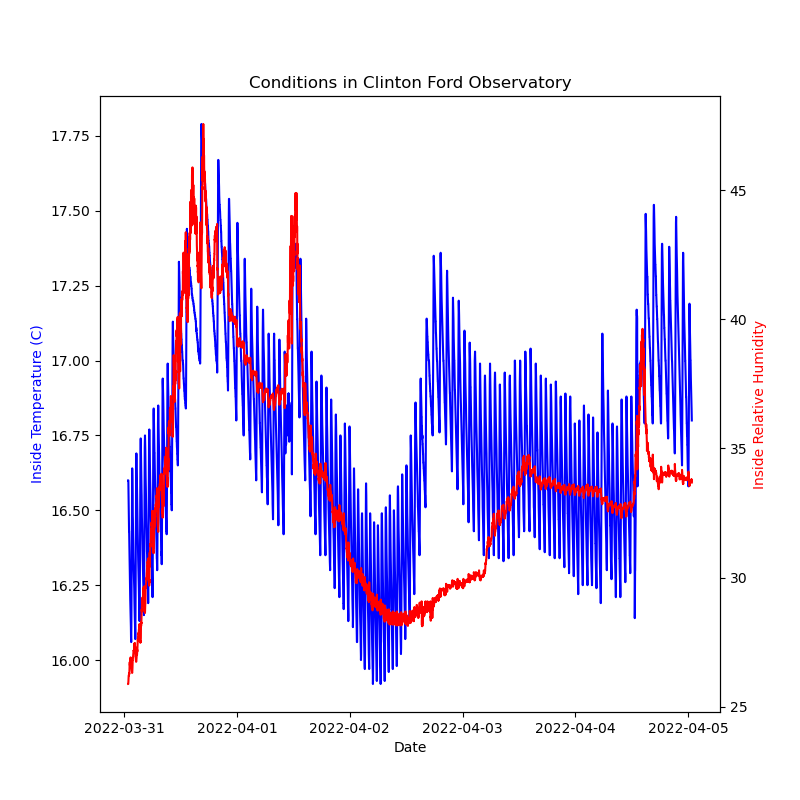 Conditions in Clinton Ford Observatory
17.75
17.50
17.25
17.00
16.75
16.50
16.25
16.00
Inside Temperature (C)
45
40
35
30
25
Inside Relative Humidity
2022-03-31 2022-04-01 2022-04-02 2022-04-03 2022-04-04 2022-04-05
Date